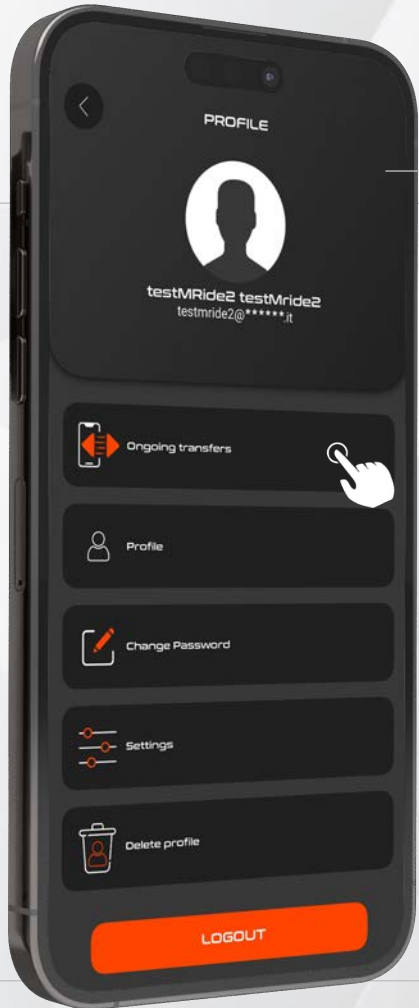 PROFILE
testMRide2 testMride2
testmride2@******.it
Ongoing transfers
Profile
Change Password
Settings
Delete profile
LOGOUT